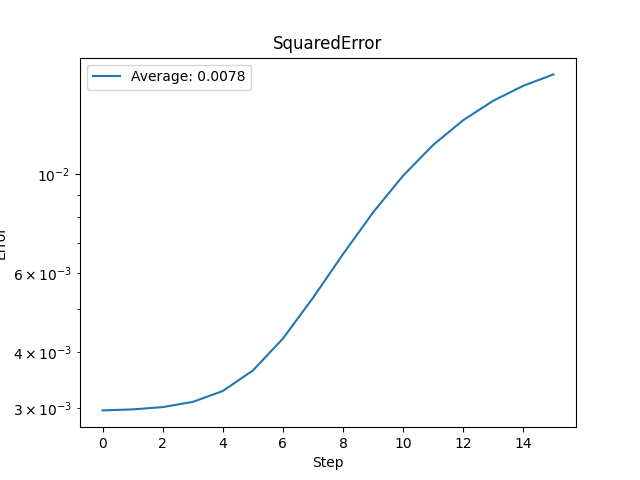 SquaredError
Average: 0.0078
Error
10⁻²
6 × 10⁻³
4 × 10⁻³
3 × 10⁻³
0 2 4 6 8 10 12 14
Step